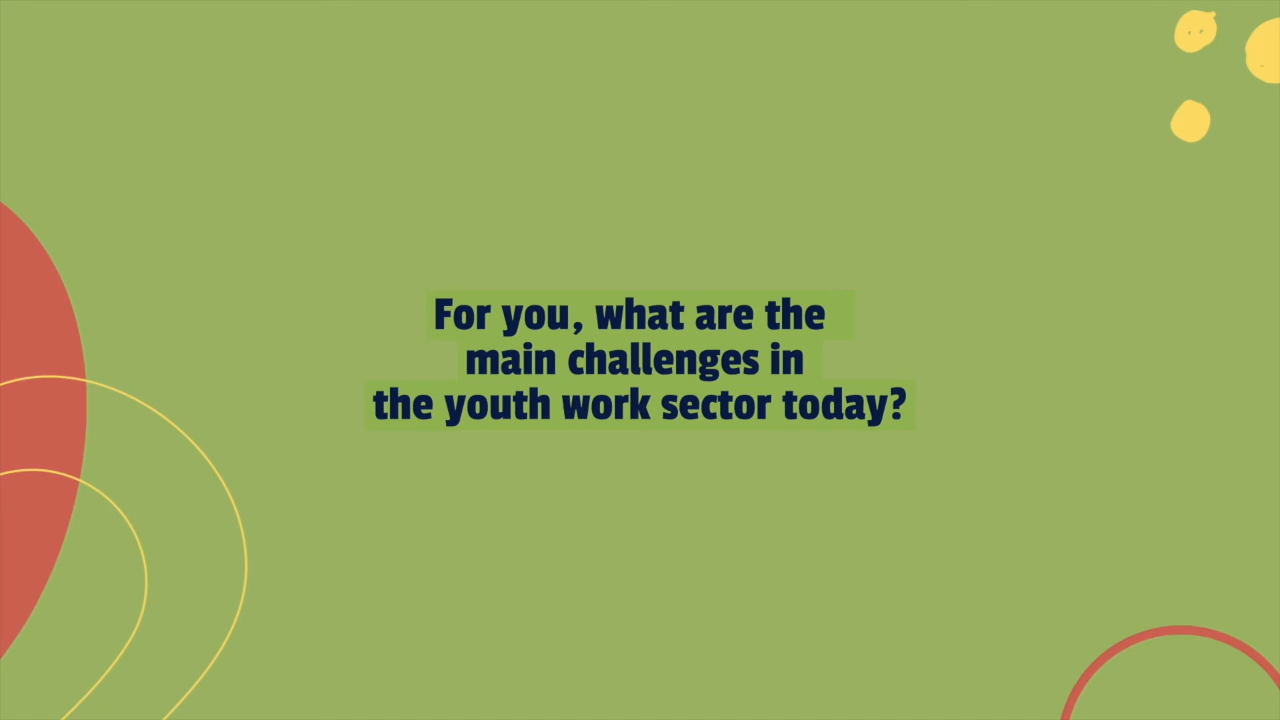 For you, what are the
main challenges in
the youth work sector today?